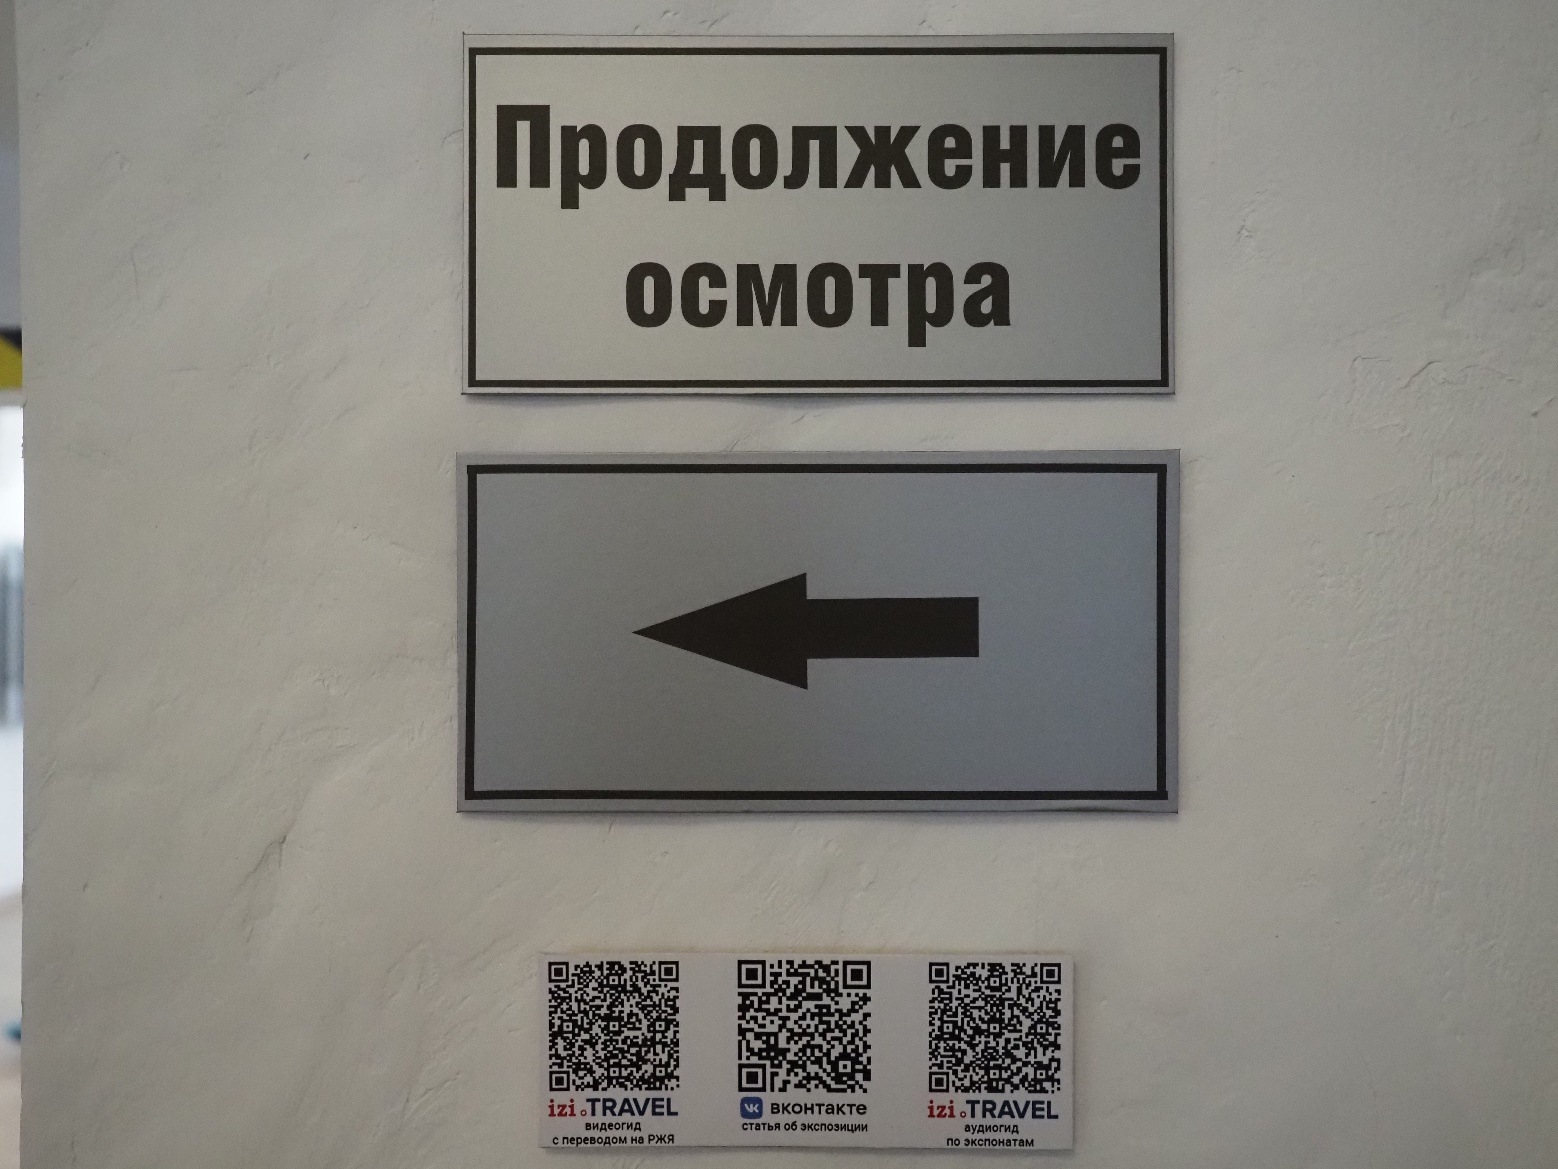 Продолжение
осмотра
izi.TRAVEL
видеогид
с переводом на РЖЯ
вконтакте
статья об экспозиции
izi.TRAVEL
аудиогид
по экспонатам